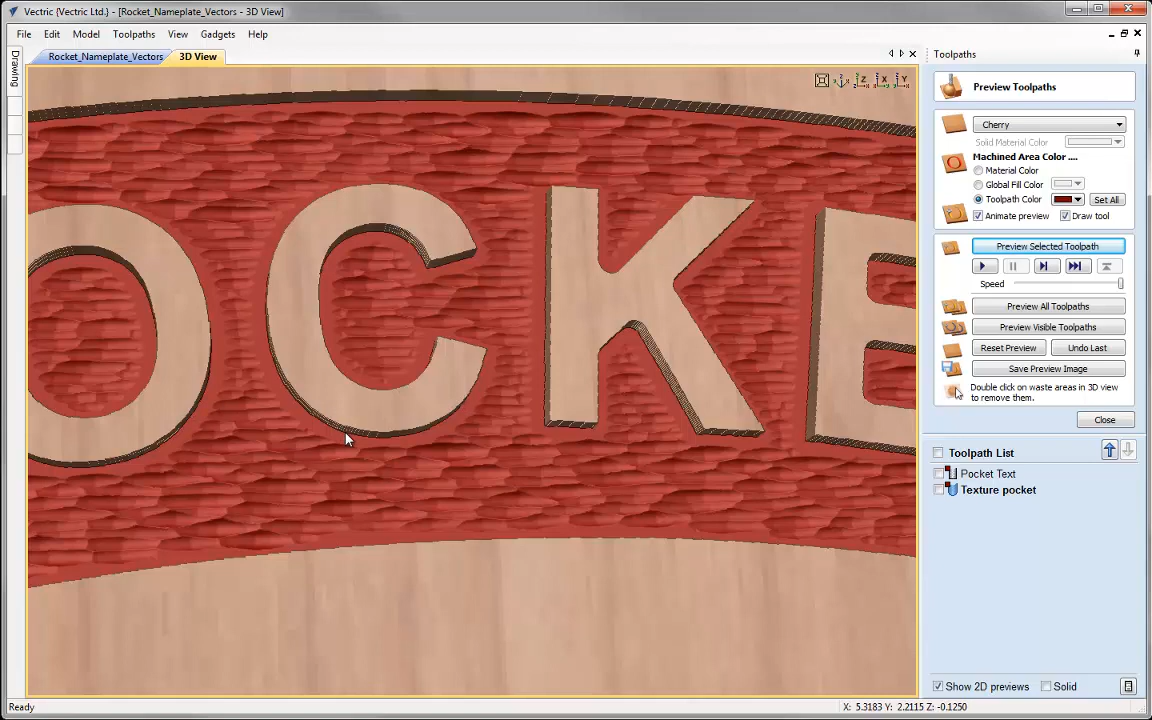 Vectric {Vectric Ltd.} - [Rocket_Nameplate_Vectors - 3D View]
File Edit Model Toolpaths View Gadgets Help
Drawing
Rocket_Nameplate_Vectors 3D View
Z X Y
OCKE
Toolpaths
Preview Toolpaths
Cherry
Solid Material Color
Machined Area Color ....
Material Color
Global Fill Color
Toolpath Color Set All
Animate preview Draw tool
Preview Selected Toolpath
Speed
Preview All Toolpaths
Preview Visible Toolpaths
Reset Preview Undo Last
Save Preview Image
Double click on waste areas in 3D view
to remove them.
Close
Toolpath List
Pocket Text
Texture pocket
Show 2D previews Solid
Ready X: 5.3183 Y: 2.2115 Z: -0.1250